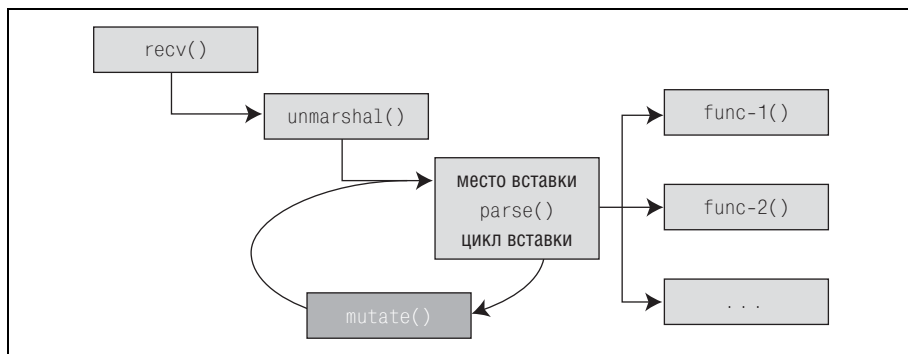 recv()
unmarshal()
место вставки
parse()
цикл вставки
mutate()
func-1()
func-2()
...